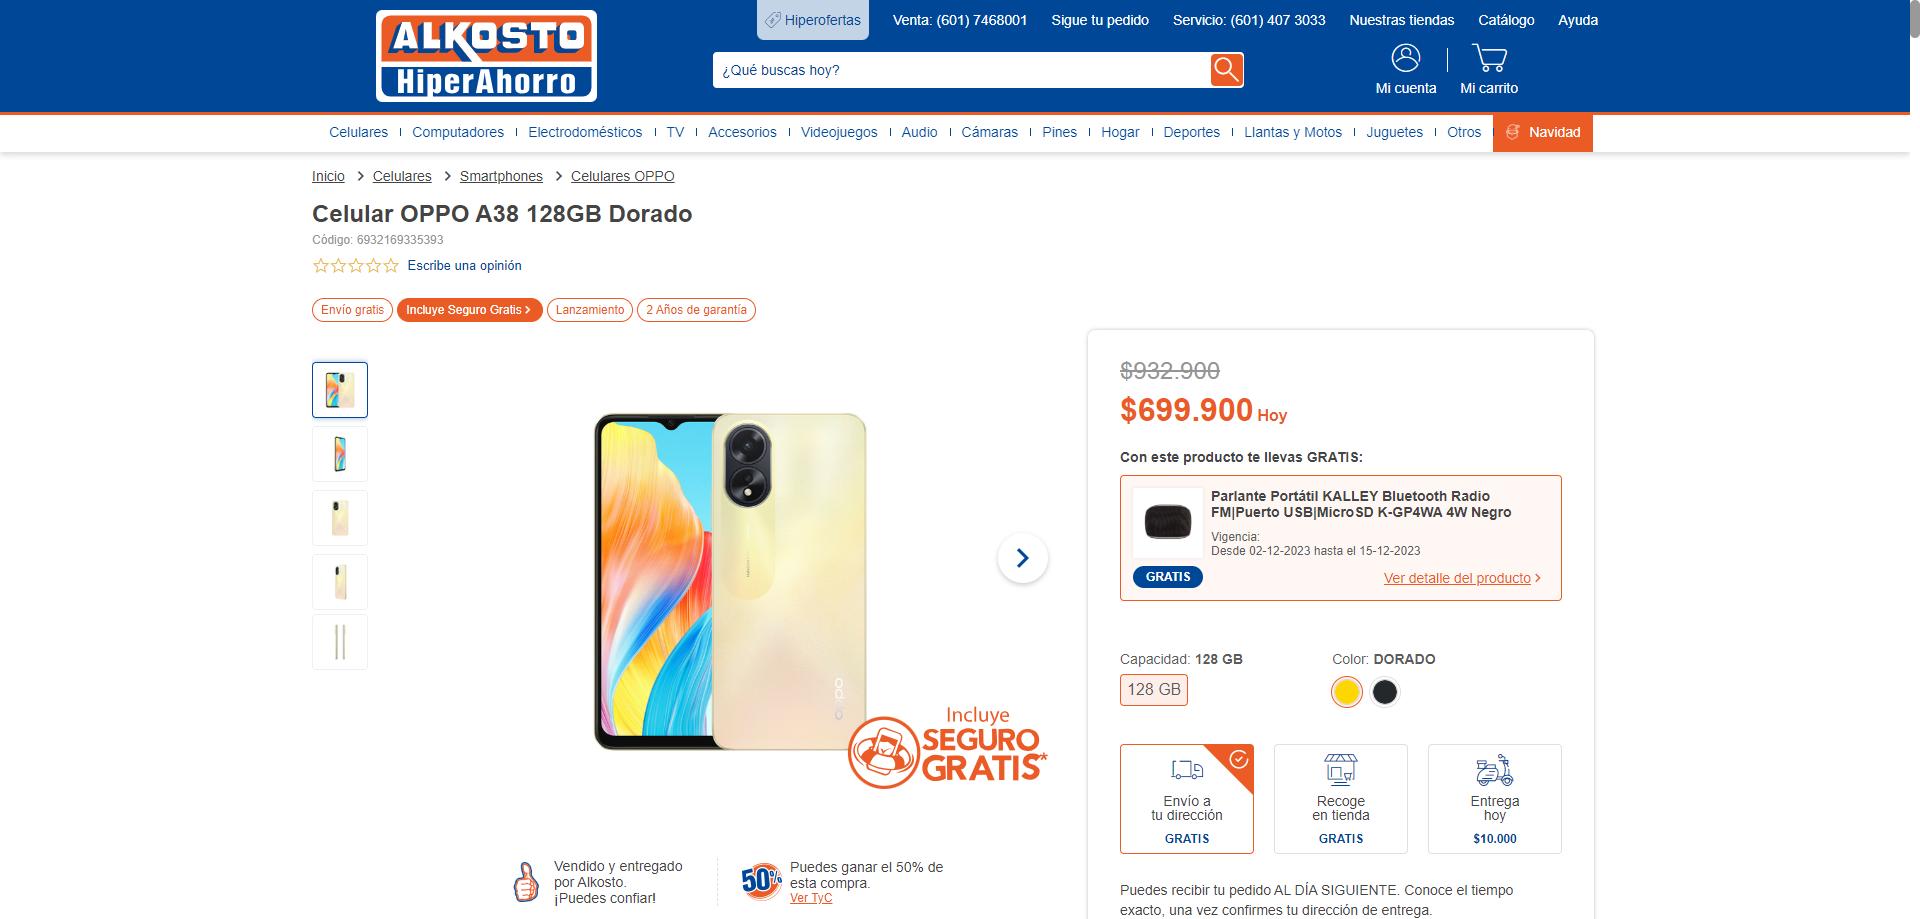 ALKOSTO
HiperAhorro
Hiperofertas
Venta: (601) 7468001
Sigue tu pedido
Servicio: (601) 407 3033
Nuestras tiendas
Catálogo
Ayuda
¿Qué buscas hoy?
Mi cuenta
Mi carrito
Celulares
Computadores
Electrodomésticos
TV
Accesorios
Videojuegos
Audio
Cámaras
Pines
Hogar
Deportes
Llantas y Motos
Juguetes
Otros
Navidad
Inicio > Celulares > Smartphones > Celulares OPPO
Celular OPPO A38 128GB Dorado
Código: 6932169335393
Escribe una opinión
Envío gratis
Incluye Seguro Gratis >
Lanzamiento
2 Años de garantía
oppo
Incluye
SEGURO
GRATIS*
Vendido y entregado
por Alkosto.
¡Puedes confiar!
50%
Puedes ganar el 50% de
esta compra.
Ver TyC
$932.900
$699.900 Hoy
Con este producto te llevas GRATIS:
Parlante Portátil KALLEY Bluetooth Radio
FM|Puerto USB|MicroSD K-GP4WA 4W Negro
Vigencia:
Desde 02-12-2023 hasta el 15-12-2023
GRATIS
Ver detalle del producto >
Capacidad: 128 GB
128 GB
Color: DORADO
Envío a
tu dirección
GRATIS
Recoge
en tienda
GRATIS
Entrega
hoy
$10.000
Puedes recibir tu pedido AL DÍA SIGUIENTE. Conoce el tiempo
exacto, una vez confirmes tu dirección de entrega.